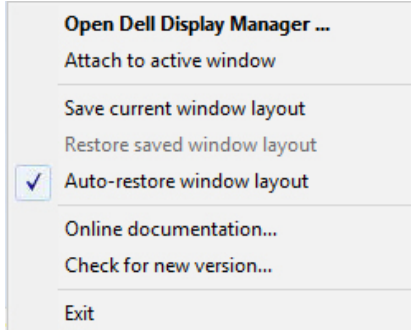 Open Dell Display Manager ...
Attach to active window
Save current window layout
Restore saved window layout
Auto-restore window layout
Online documentation...
Check for new version...
Exit